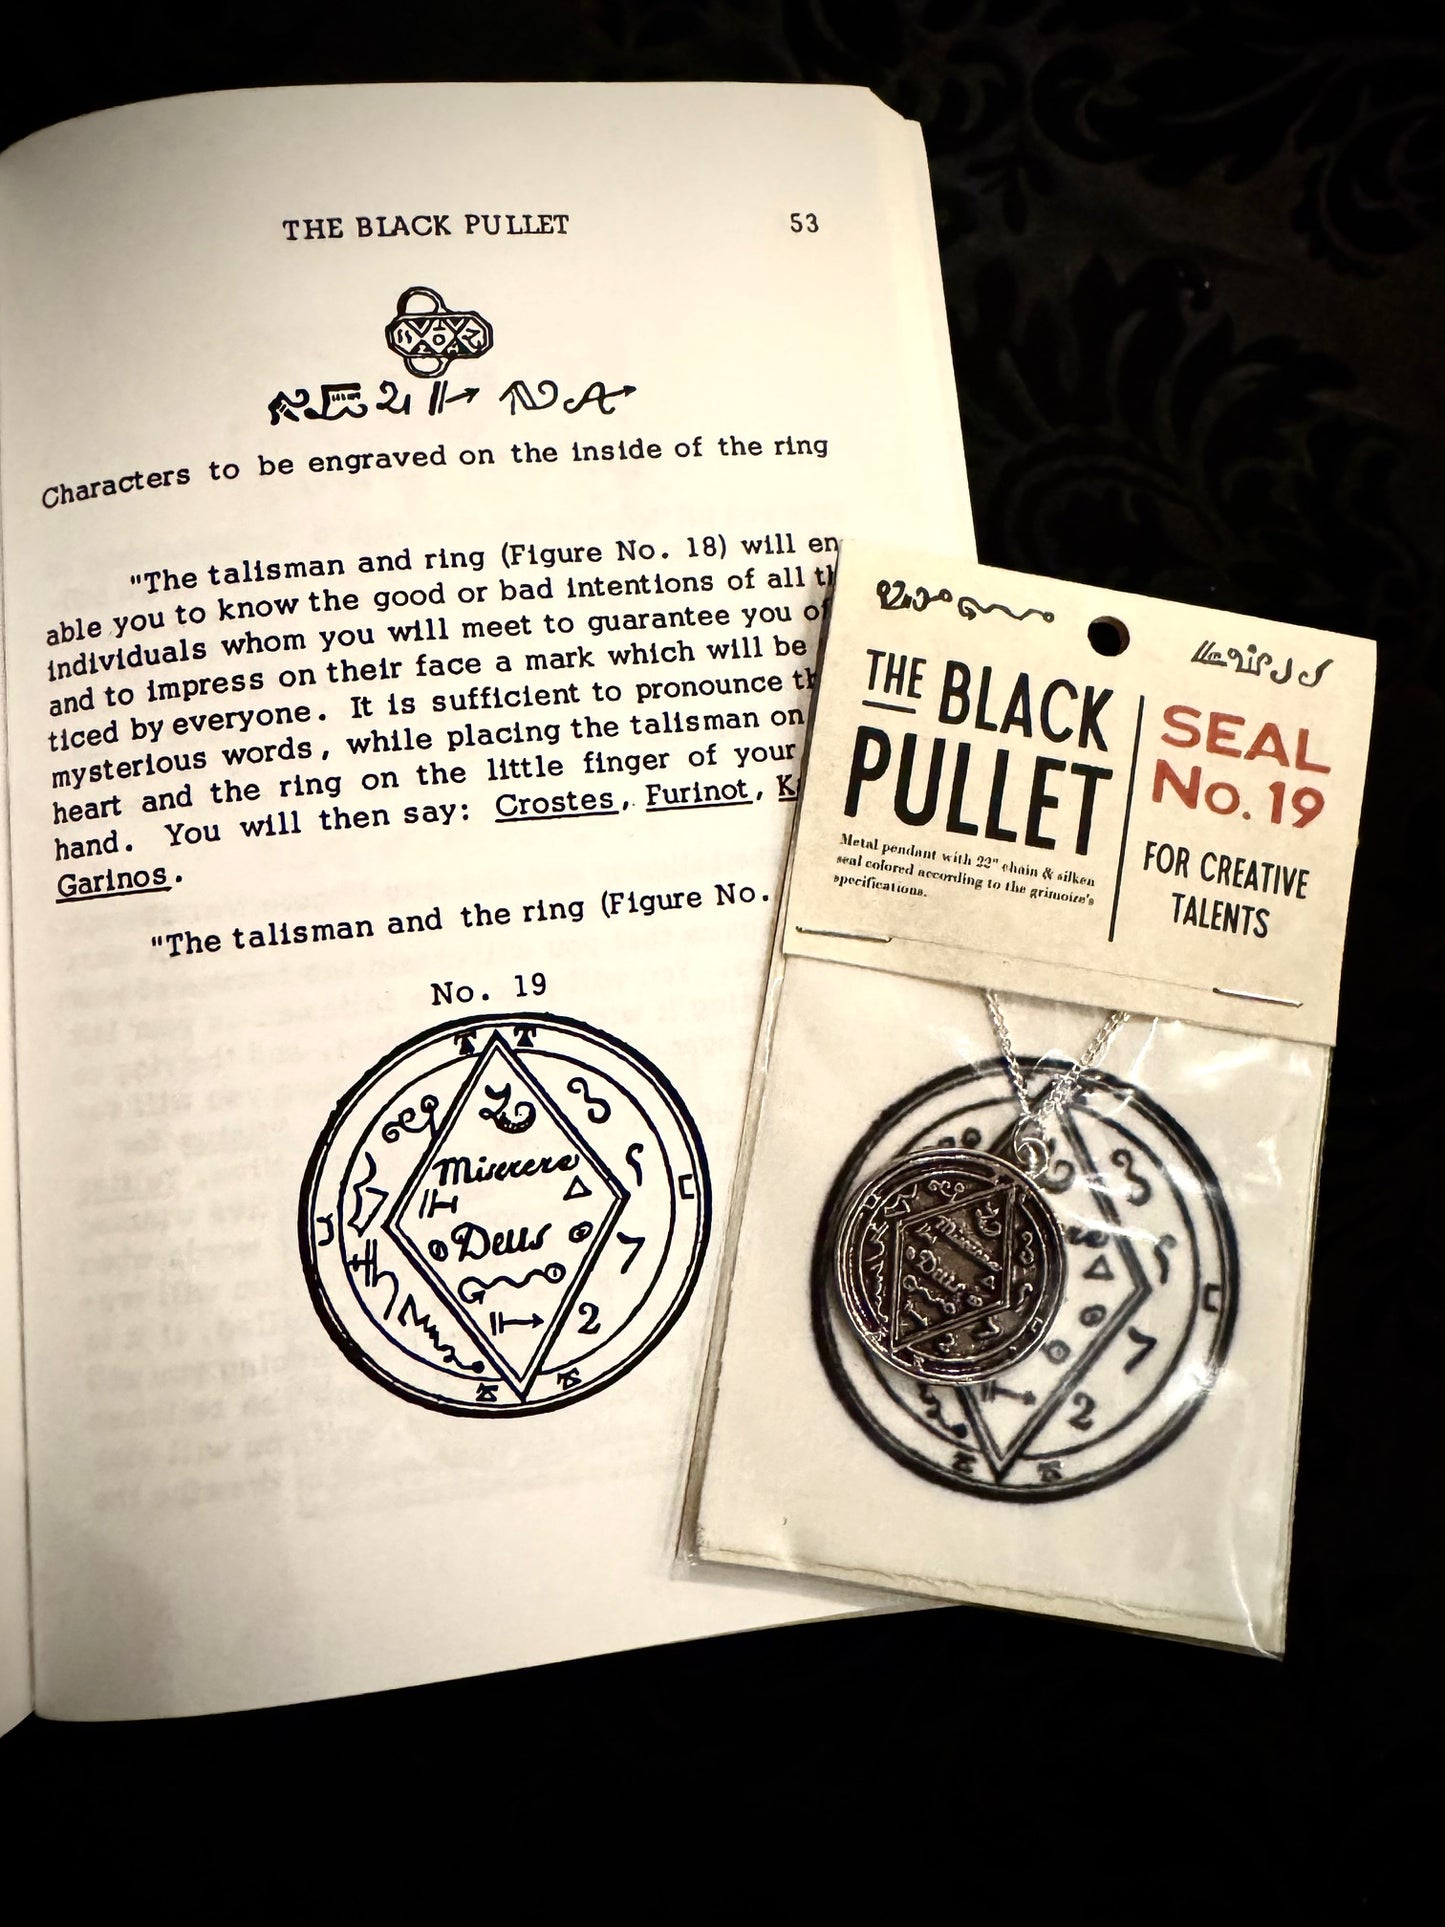 THE BLACK PULLET 53
Characters to be engraved on the inside of the ring
"The talisman and ring (Figure No. 18) will en
able you to know the good or bad intentions of all
individuals whom you will meet to guarantee you
and to impress on their face a mark which will be
ticed by everyone. It is sufficient to pronounce
mysterious words, while placing the talisman on
heart and the ring on the little finger of your
hand. You will then say: Crostes, Furinot,
Garinos.
"The talisman and the ring (Figure No.
No. 19
Miserere
Deus
2
THE BLACK
PULLET
Metal pendant with 22" chain & silken
seal colored according to the grimoire's
specifications.
SEAL
No. 19
FOR CREATIVE
TALENTS
Deus
2